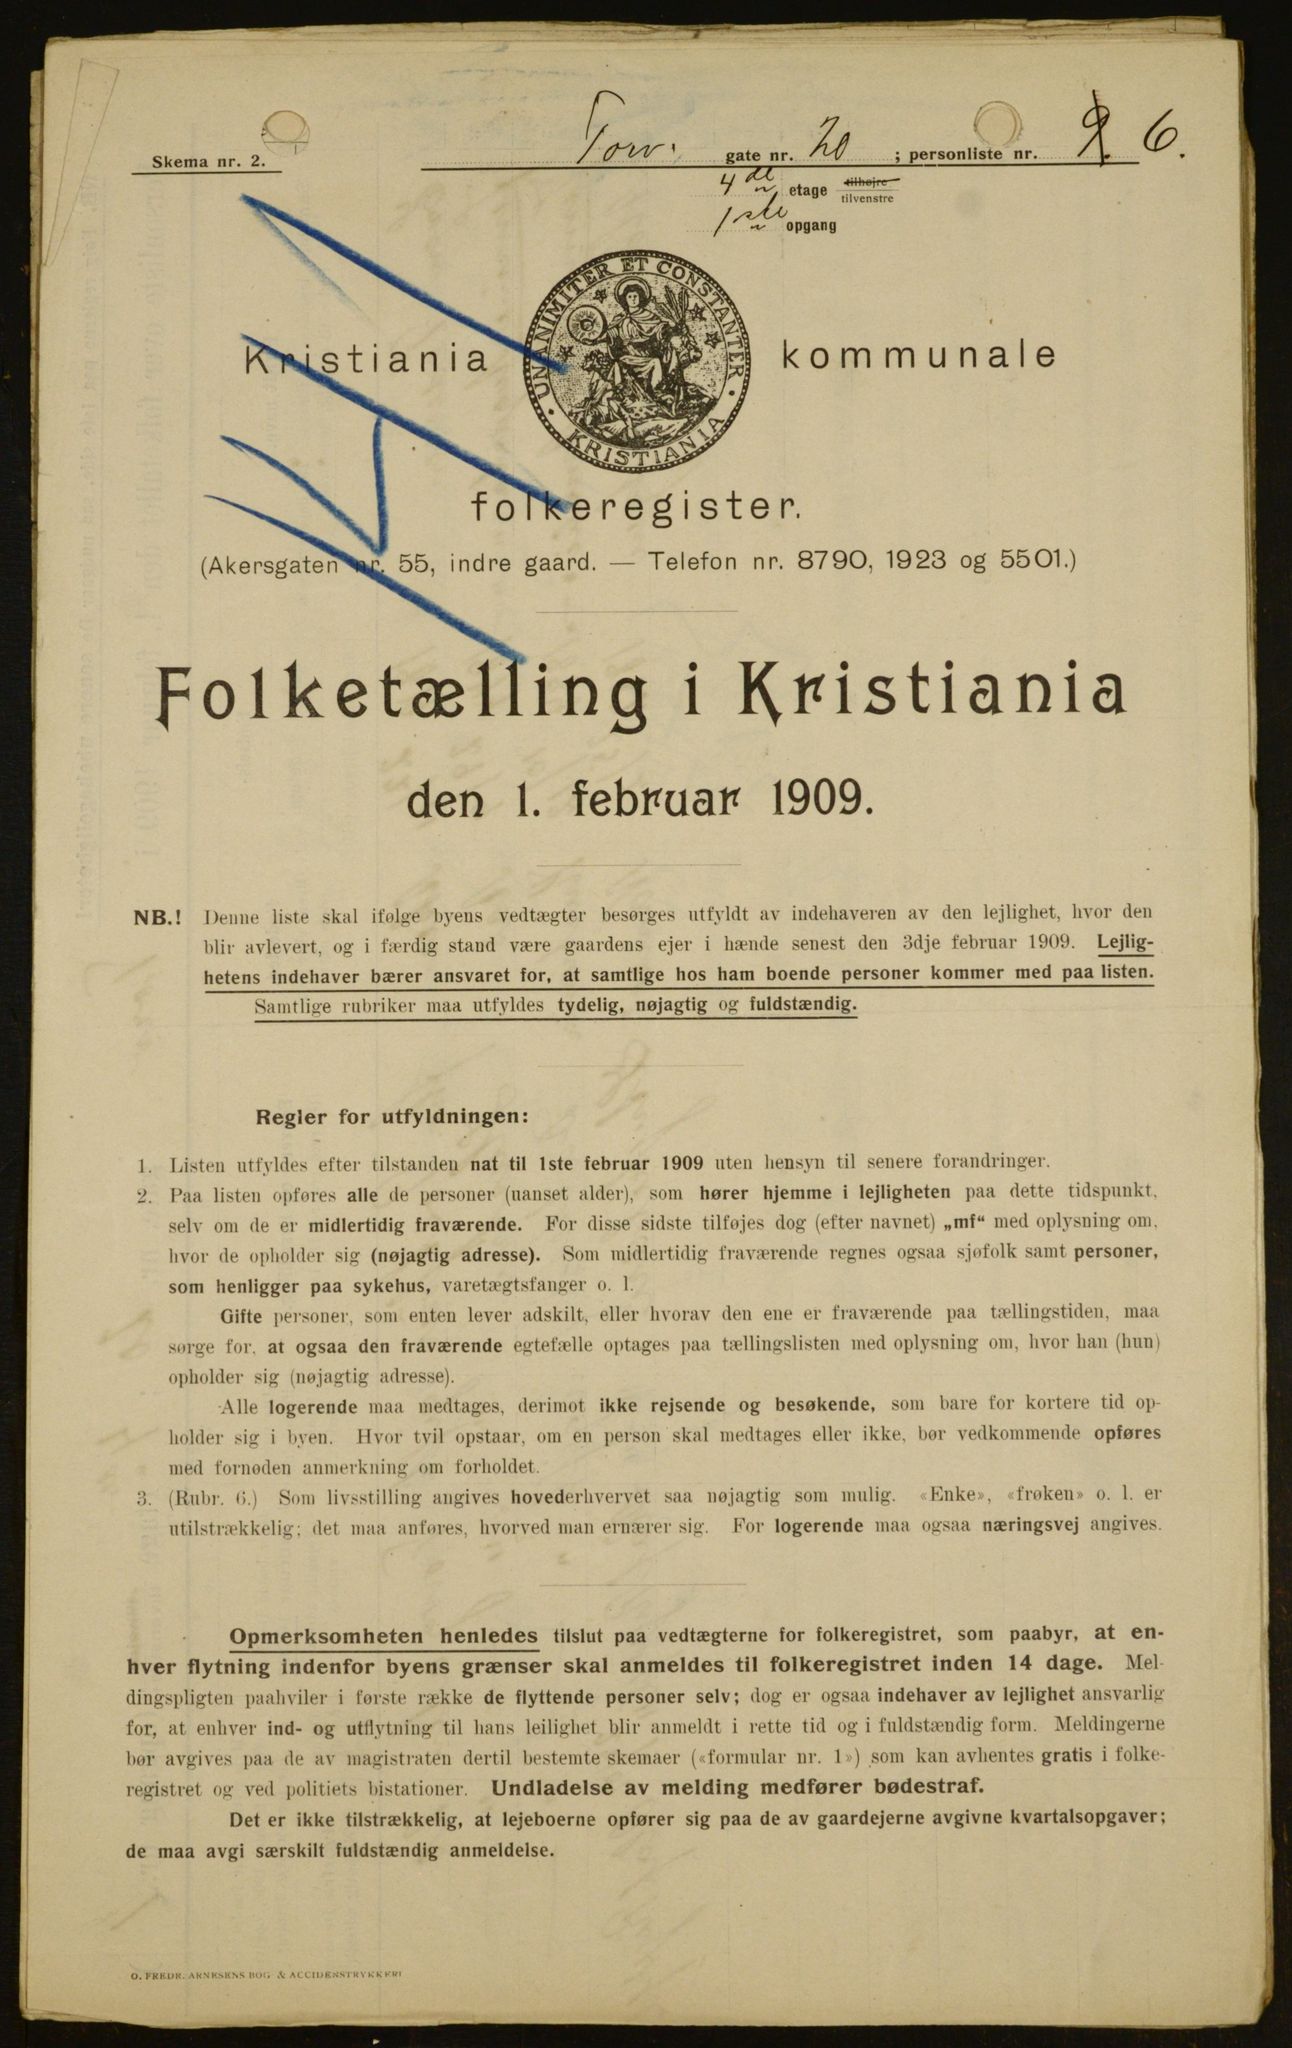 Skema nr. 2.
Torv. gate nr. 20 ; personliste nr. 9. 6.
4de etage tilhøjre
tilvenstre
1ste opgang
UNANIMITER ET CONSTANTER
KRISTIANIA
Kristiania kommunale
folkeregister.
(Akersgaten nr. 55, indre gaard. — Telefon nr. 8790, 1923 og 5501.)
Folketælling i Kristiania
den 1. februar 1909.
NB.! Denne liste skal ifølge byens vedtægter besørges utfyldt av indehaveren av den lejlighet, hvor den
blir avlevert, og i færdig stand være gaardens ejer i hænde senest den 3dje februar 1909. Lejlig-
hetens indehaver bærer ansvaret for, at samtlige hos ham boende personer kommer med paa listen.
Samtlige rubriker maa utfyldes tydelig, nøjagtig og fuldstændig.
Regler for utfyldningen:
1. Listen utfyldes efter tilstanden nat til 1ste februar 1909 uten hensyn til senere forandringer.
2. Paa listen opføres alle de personer (uanset alder), som hører hjemme i lejligheten paa dette tidspunkt,
selv om de er midlertidig fraværende. For disse sidste tilføjes dog (efter navnet) „mf“ med oplysning om,
hvor de opholder sig (nøjagtig adresse). Som midlertidig fraværende regnes ogsaa sjøfolk samt personer,
som henligger paa sykehus, varetægtsfanger o. l.
Gifte personer, som enten lever adskilt, eller hvorav den ene er fraværende paa tællingstiden, maa
sørge for, at ogsaa den fraværende egtefælle optages paa tællingslisten med oplysning om, hvor han (hun)
opholder sig (nøjagtig adresse).
Alle logerende maa medtages, derimot ikke rejsende og besøkende, som bare for kortere tid op-
holder sig i byen. Hvor tvil opstaar, om en person skal medtages eller ikke, bør vedkommende opføres
med fornøden anmerkning om forholdet.
3. (Rubr. 6.) Som livsstilling angives hovederhvervet saa nøjagtig som mulig. «Enke», «frøken» o. l. er
utilstrækkelig; det maa anføres, hvorved man ernærer sig. For logerende maa ogsaa næringsvej angives.
Opmerksomheten henledes tilslut paa vedtægterne for folkeregistret, som paabyr, at en-
hver flytning indenfor byens grænser skal anmeldes til folkeregistret inden 14 dage. Mel-
dingspligten paahviler i første række de flyttende personer selv; dog er ogsaa indehaver av lejlighet ansvarlig
for, at enhver ind- og utflytning til hans leilighet blir anmeldt i rette tid og i fuldstændig form. Meldingerne
bør avgives paa de av magistraten dertil bestemte skemaer («formular nr. 1») som kan avhentes gratis i folke-
registret og ved politiets bistationer. Undladelse av melding medfører bødestraf.
Det er ikke tilstrækkelig, at lejeboerne opfører sig paa de av gaardejerne avgivne kvartalsopgaver;
de maa avgi særskilt fuldstændig anmeldelse.
O. FREDR. ARNESENS BOG & ACCIDENSTRYKKERI